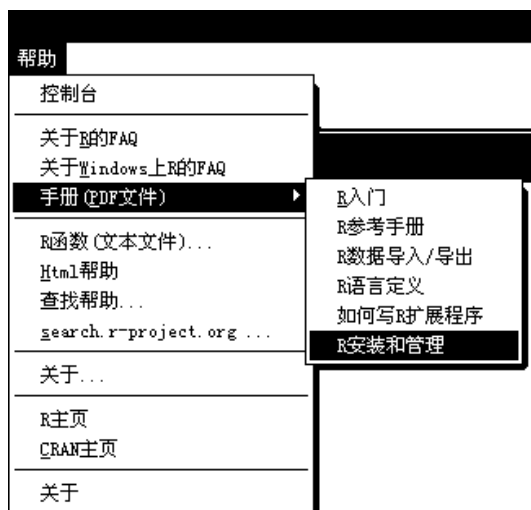 帮助
控制台
关于R的FAQ
关于Windows上R的FAQ
手册(PDF文件)
R入门
R参考手册
R数据导入/导出
R语言定义
如何写R扩展程序
R安装和管理
R函数(文本文件)...
Html帮助
查找帮助...
search.r-project.org ...
关于...
R主页
CRAN主页
关于